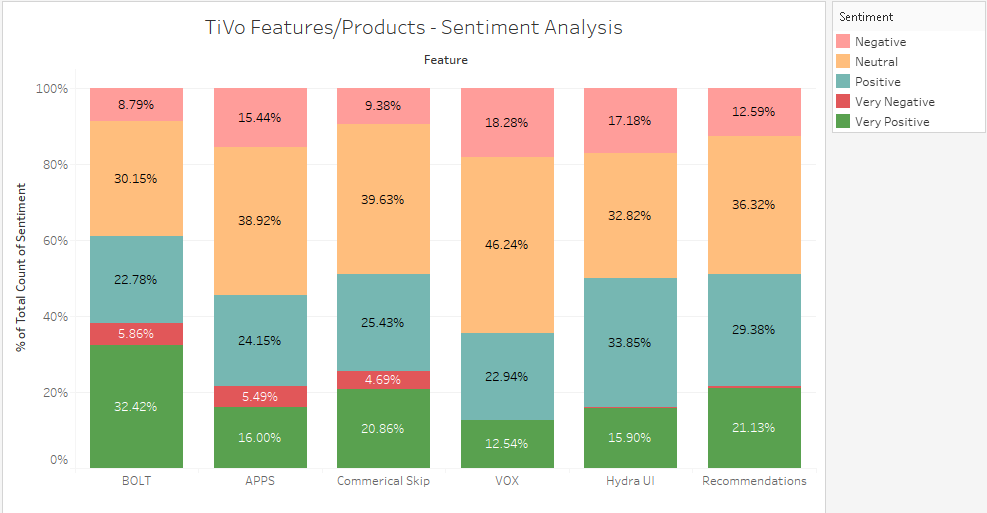 TiVo Features/Products - Sentiment Analysis
Feature
Sentiment
Negative
Neutral
Positive
Very Negative
Very Positive
% of Total Count of Sentiment
100%
80%
60%
40%
20%
0%
8.79%
30.15%
22.78%
5.86%
32.42%
15.44%
38.92%
24.15%
5.49%
16.00%
9.38%
39.63%
25.43%
4.69%
20.86%
18.28%
46.24%
22.94%
12.54%
17.18%
32.82%
33.85%
15.90%
12.59%
36.32%
29.38%
21.13%
BOLT
APPS
Commerical Skip
VOX
Hydra UI
Recommendations